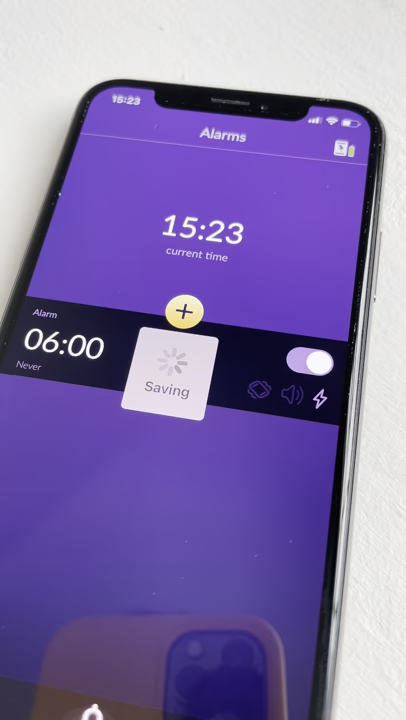 15:23
Alarms
15:23
current time
Alarm
06:00
Never
Saving